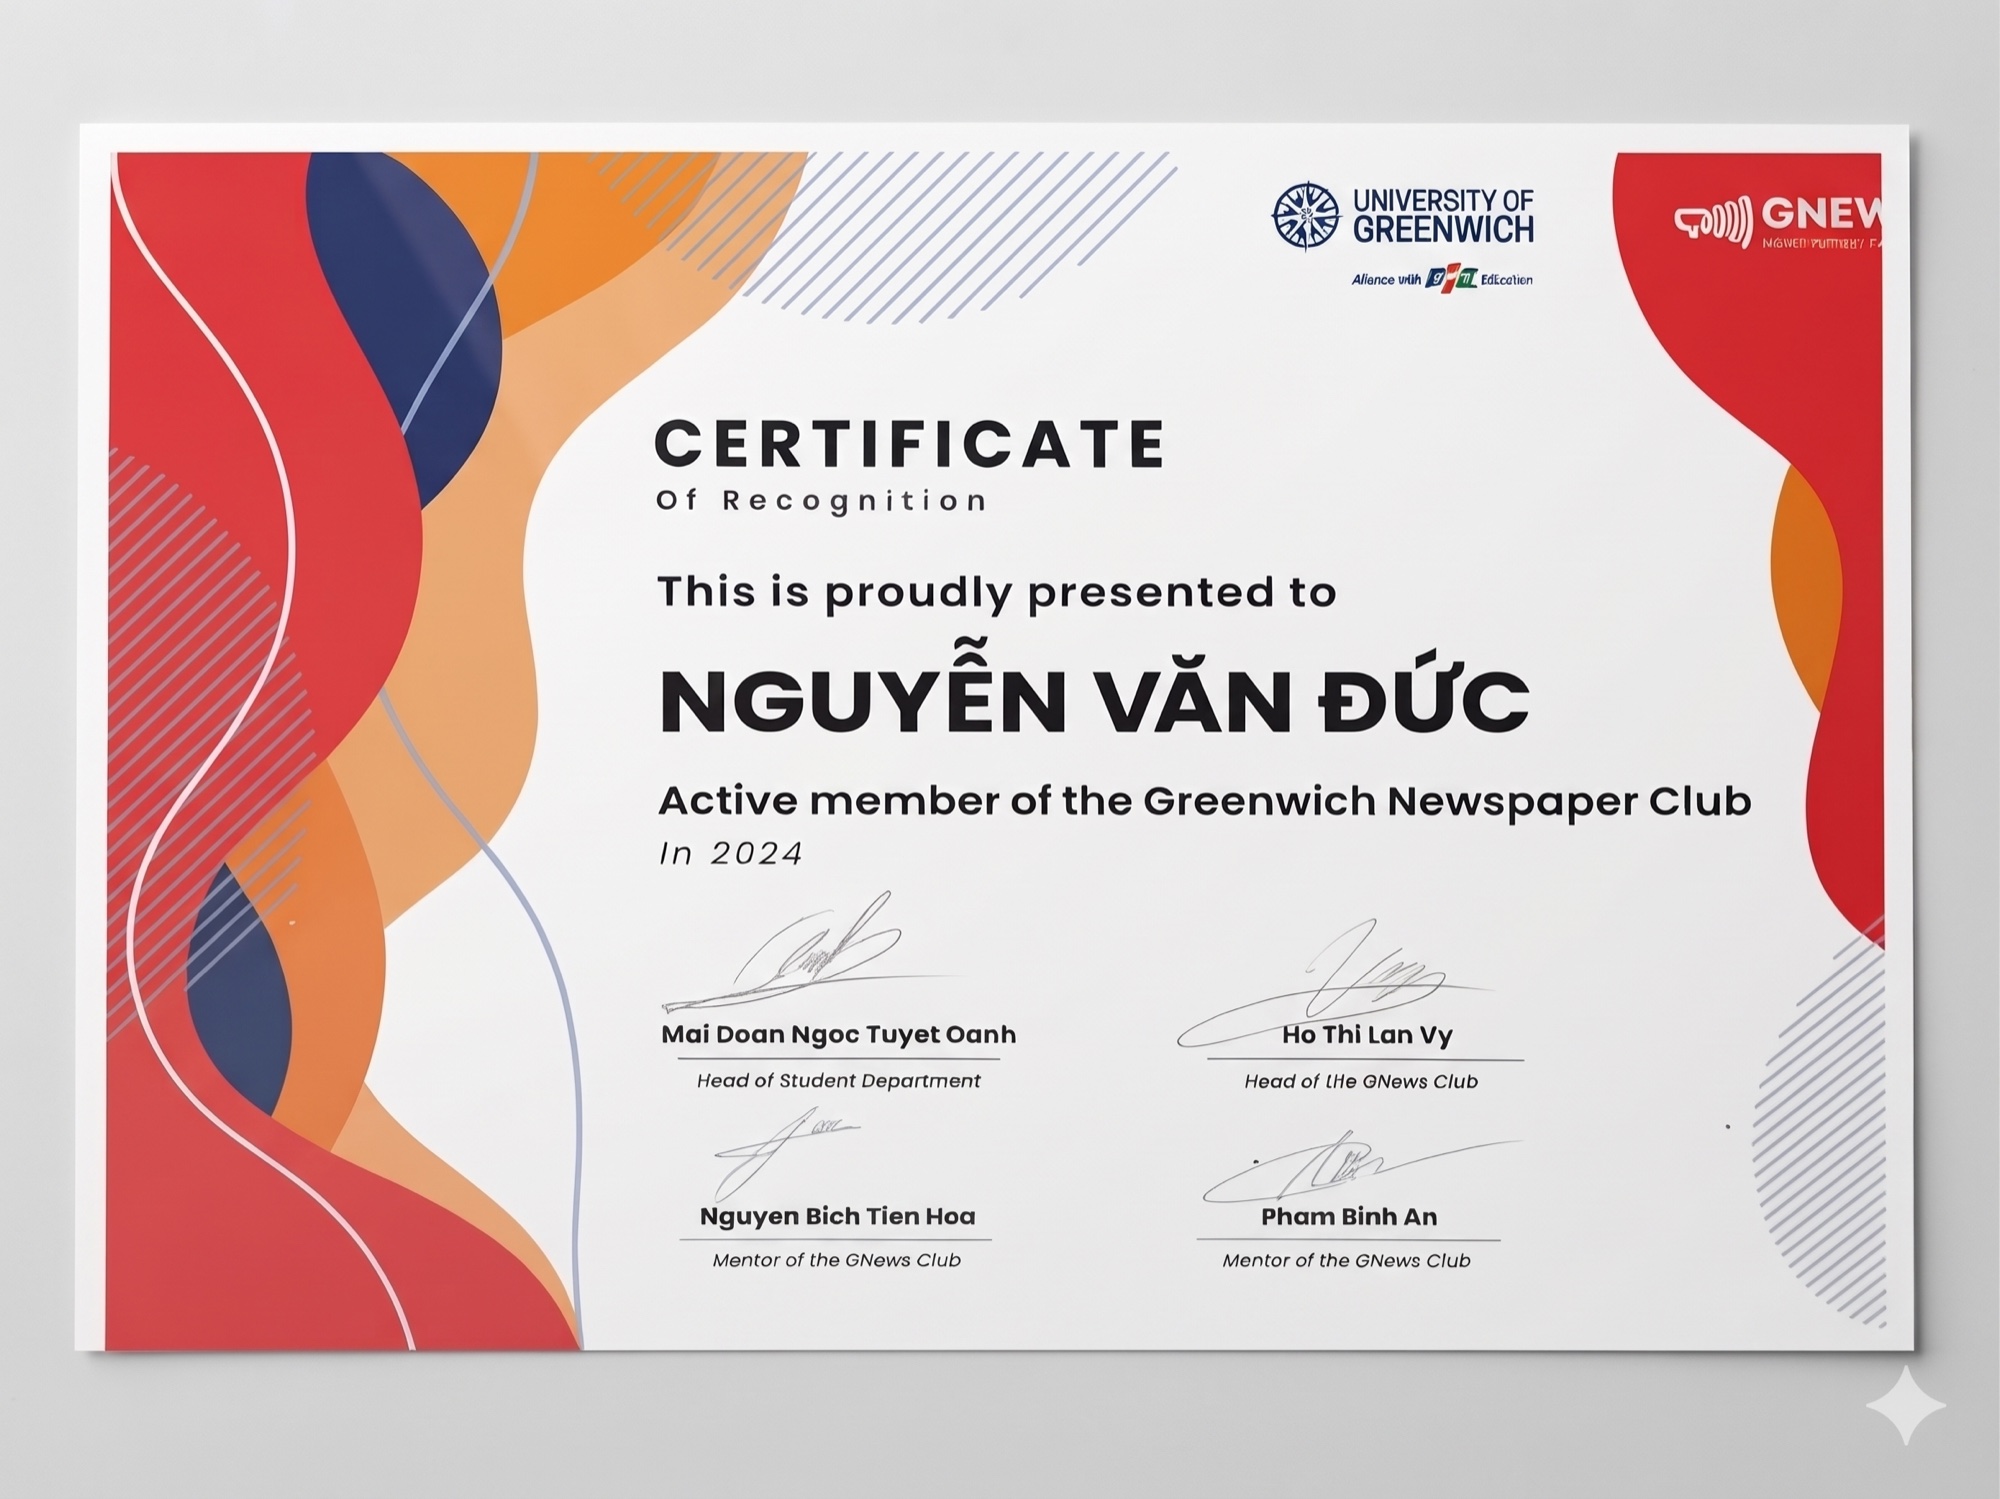 UNIVERSITY OF
GREENWICH
Aliance with
GNEW
CERTIFICATE
Of Recognition
This is proudly presented to
NGUYỄN VĂN ĐỨC
Active member of the Greenwich Newspaper Club
In 2024
Mai Doan Ngoc Tuyet Oanh
Head of Student Department
Ho Thi Lan Vy
Head of tHe GNews Club
Nguyen Bich Tien Hoa
Mentor of the GNews Club
Pham Binh An
Mentor of the GNews Club